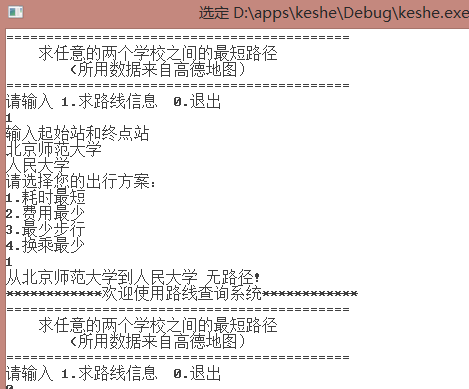 选定 D:\apps\keshe\Debug\keshe.exe
===========================================
求任意的两个学校之间的最短路径
(所用数据来自高德地图)
===========================================
请输入 1.求路线信息 0.退出
1
输入起始站和终点站
北京师范大学
人民大学
请选择您的出行方案:
1.耗时最短
2.费用最少
3.最少步行
4.换乘最少
1
从北京师范大学到人民大学 无路径!
************欢迎使用路线查询系统************
===========================================
求任意的两个学校之间的最短路径
(所用数据来自高德地图)
===========================================
请输入 1.求路线信息 0.退出
0